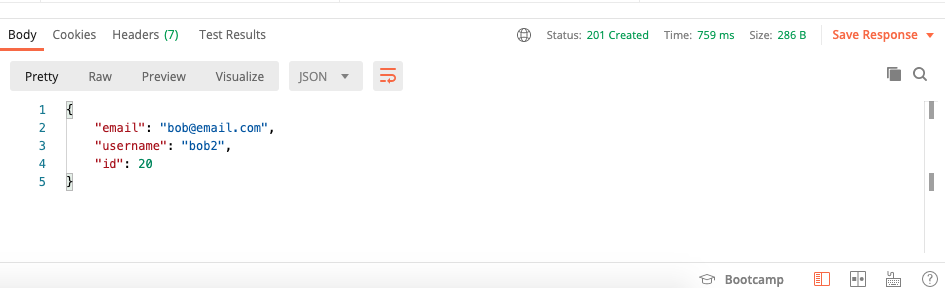 Body Cookies Headers (7) Test Results Status: 201 Created Time: 759 ms Size: 286 B Save Response
Pretty Raw Preview Visualize JSON
1 {
2 "email": "bob@email.com",
3 "username": "bob2",
4 "id": 20
5 }
Bootcamp